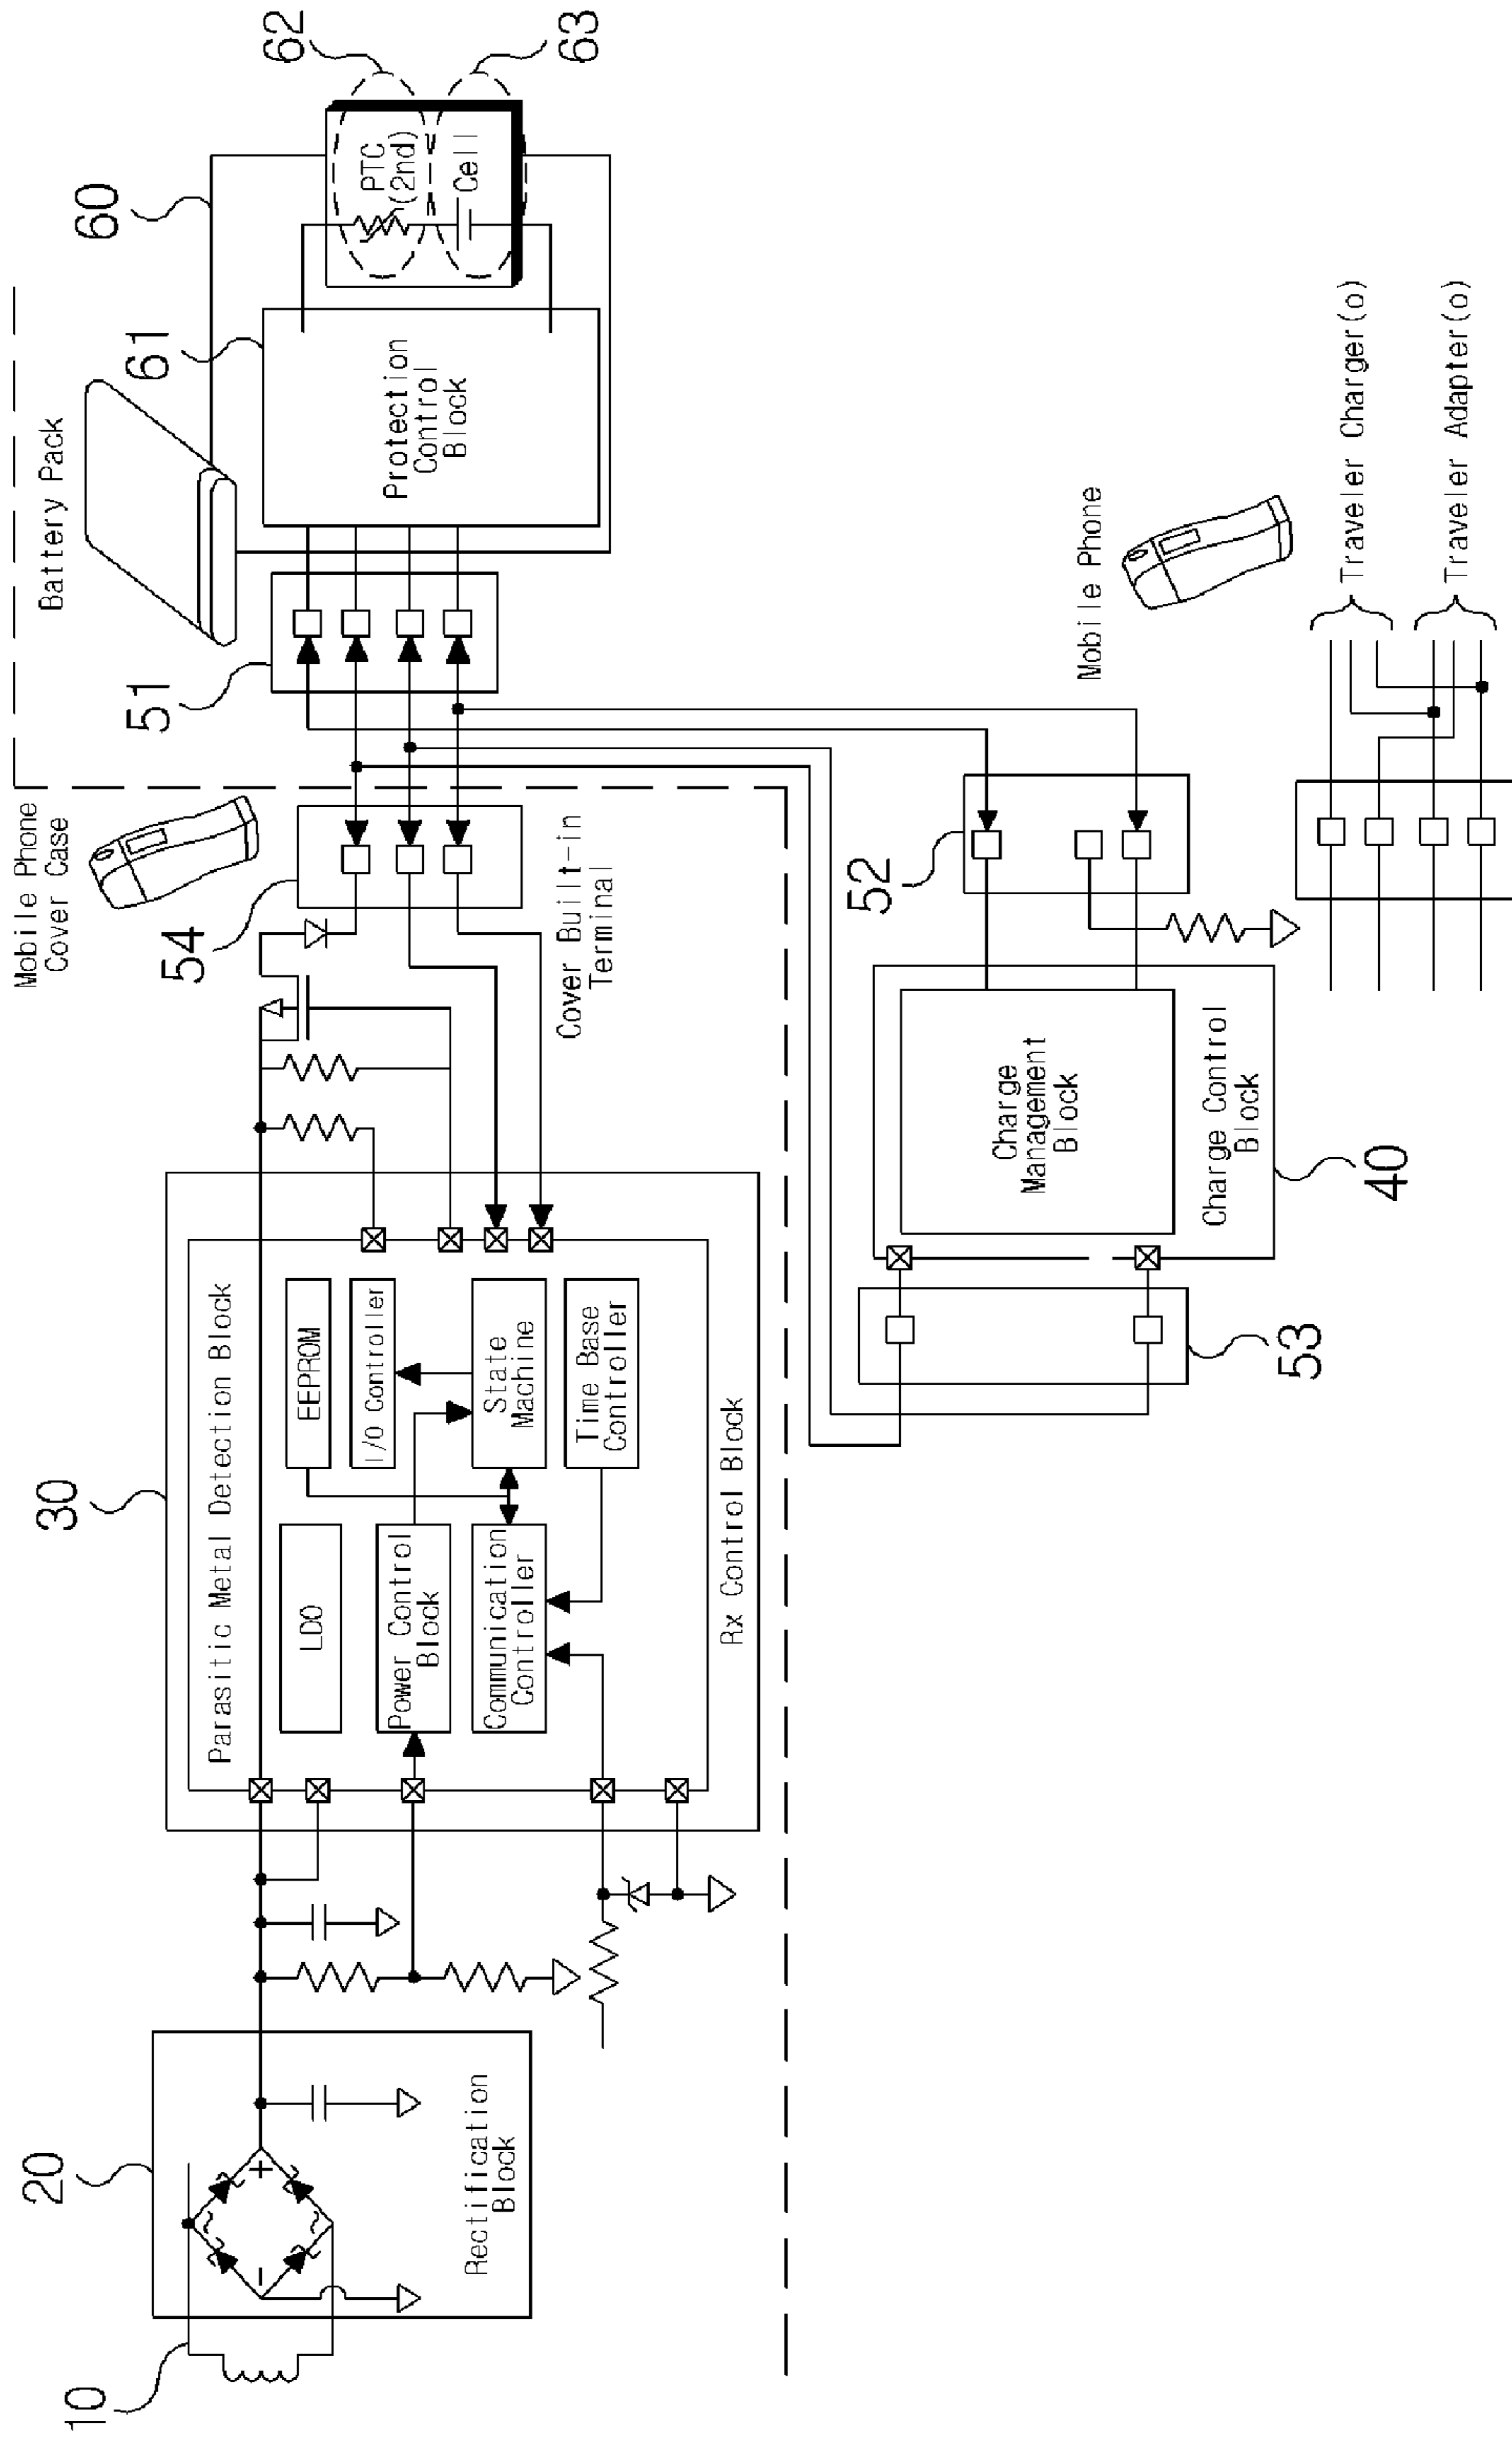 10
20
Rectification
Block
+
−
30
Parasitic Metal Detection Block
LDO
EEPROM
Power Control
Block
I/O Controller
Communication
Controller
State
Machine
Time Base
Controller
Rx Control Block
Mobile Phone
Cover Case
54
Cover Built-in
Terminal
Battery Pack
51
60
61
Protection
Control
Block
62
PTC
(2nd)
63
Cell
53
40
Charge
Management
Block
Charge Control
Block
52
Mobile Phone
Traveler Charger(o)
Traveler Adapter(o)